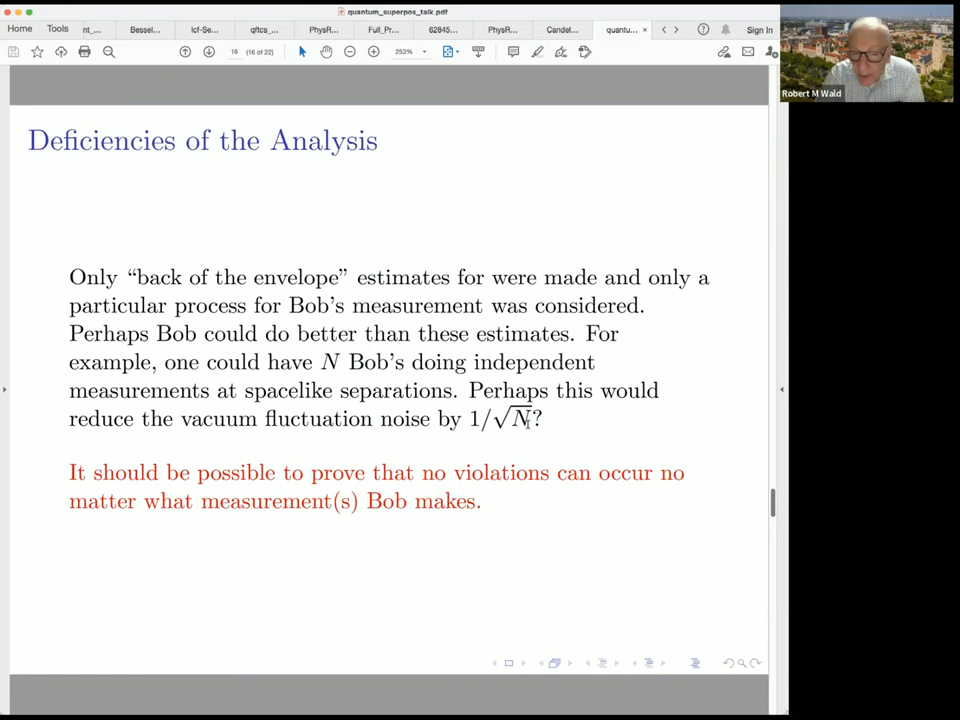 quantum_superpos_talk.pdf
Home Tools nt_... Bessel... lcf-Se... qftcs_... PhysR... Full_Pr... 62845... PhysR... Candel... quantu... × Sign In
16 (16 of 22) 253%
Robert M Wald
Deficiencies of the Analysis
Only “back of the envelope” estimates for were made and only a
particular process for Bob’s measurement was considered.
Perhaps Bob could do better than these estimates. For
example, one could have N Bob’s doing independent
measurements at spacelike separations. Perhaps this would
reduce the vacuum fluctuation noise by 1/√N?
It should be possible to prove that no violations can occur no
matter what measurement(s) Bob makes.